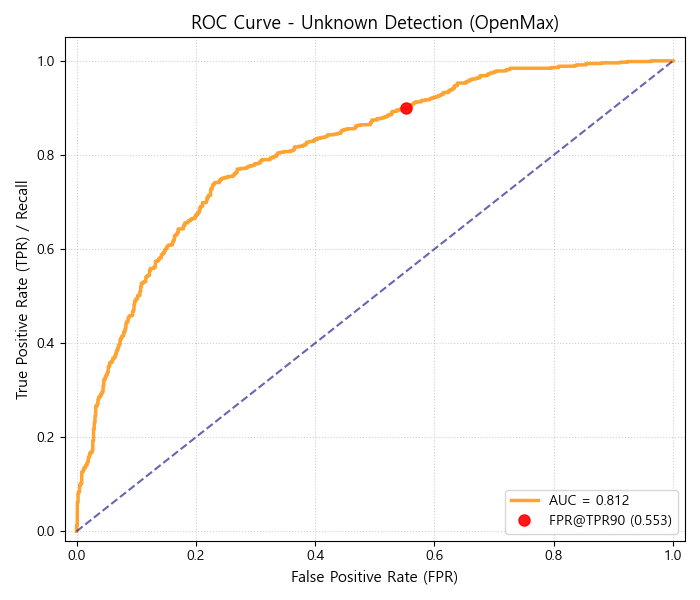 ROC Curve - Unknown Detection (OpenMax)
True Positive Rate (TPR) / Recall
1.0
0.8
0.6
0.4
0.2
0.0
0.0 0.2 0.4 0.6 0.8 1.0
False Positive Rate (FPR)
AUC = 0.812
FPR@TPR90 (0.553)